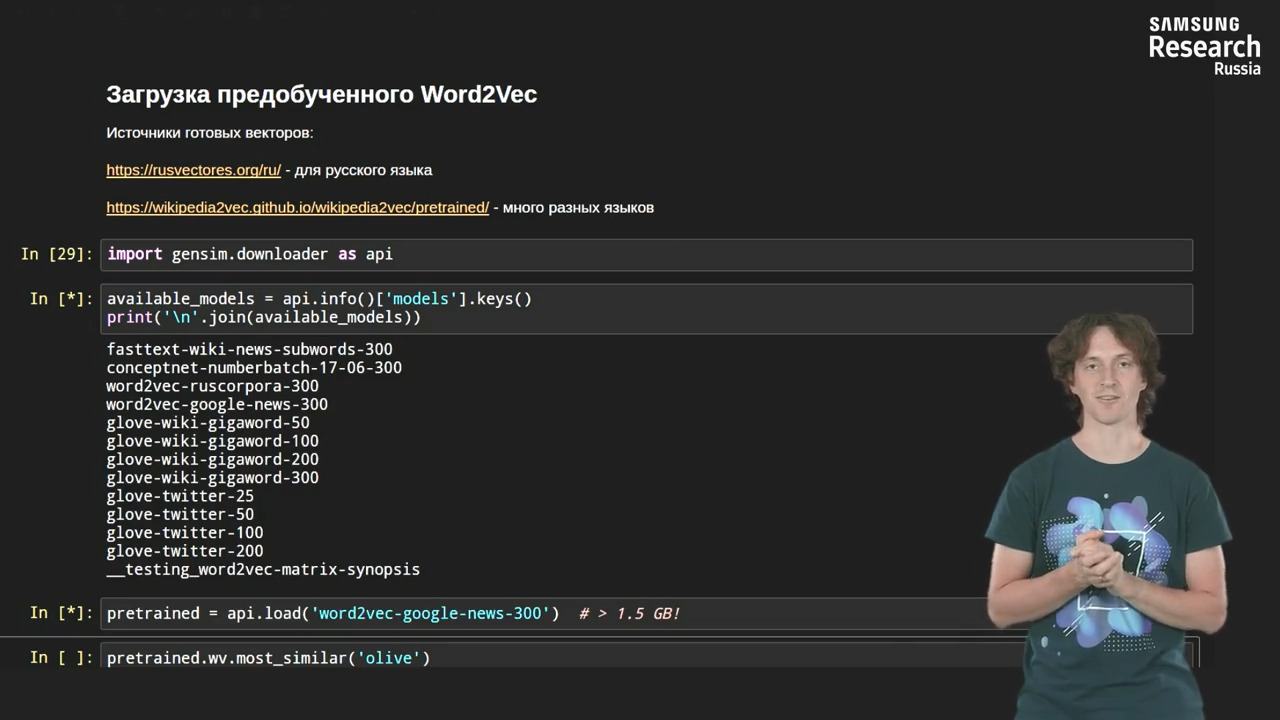 SAMSUNG
Research
Russia
Загрузка предобученного Word2Vec
Источники готовых векторов:
https://rusvectores.org/ru/ - для русского языка
https://wikipedia2vec.github.io/wikipedia2vec/pretrained/ - много разных языков
In [29]: import gensim.downloader as api
In [*]: available_models = api.info()['models'].keys()
print('\n'.join(available_models))
fasttext-wiki-news-subwords-300
conceptnet-numberbatch-17-06-300
word2vec-ruscorpora-300
word2vec-google-news-300
glove-wiki-gigaword-50
glove-wiki-gigaword-100
glove-wiki-gigaword-200
glove-wiki-gigaword-300
glove-twitter-25
glove-twitter-50
glove-twitter-100
glove-twitter-200
__testing_word2vec-matrix-synopsis
In [*]: pretrained = api.load('word2vec-google-news-300')  # > 1.5 GB!
In [ ]: pretrained.wv.most_similar('olive')